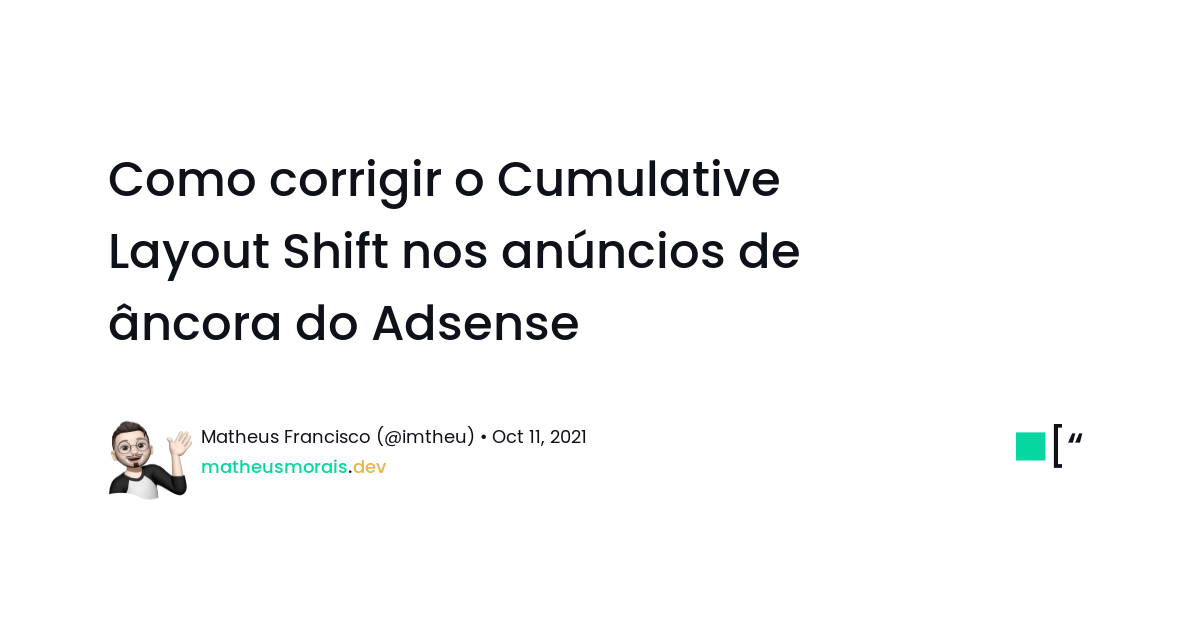 Como corrigir o Cumulative
Layout Shift nos anúncios de
âncora do Adsense
Matheus Francisco (@imtheu) • Oct 11, 2021
matheusmorais.dev
[“